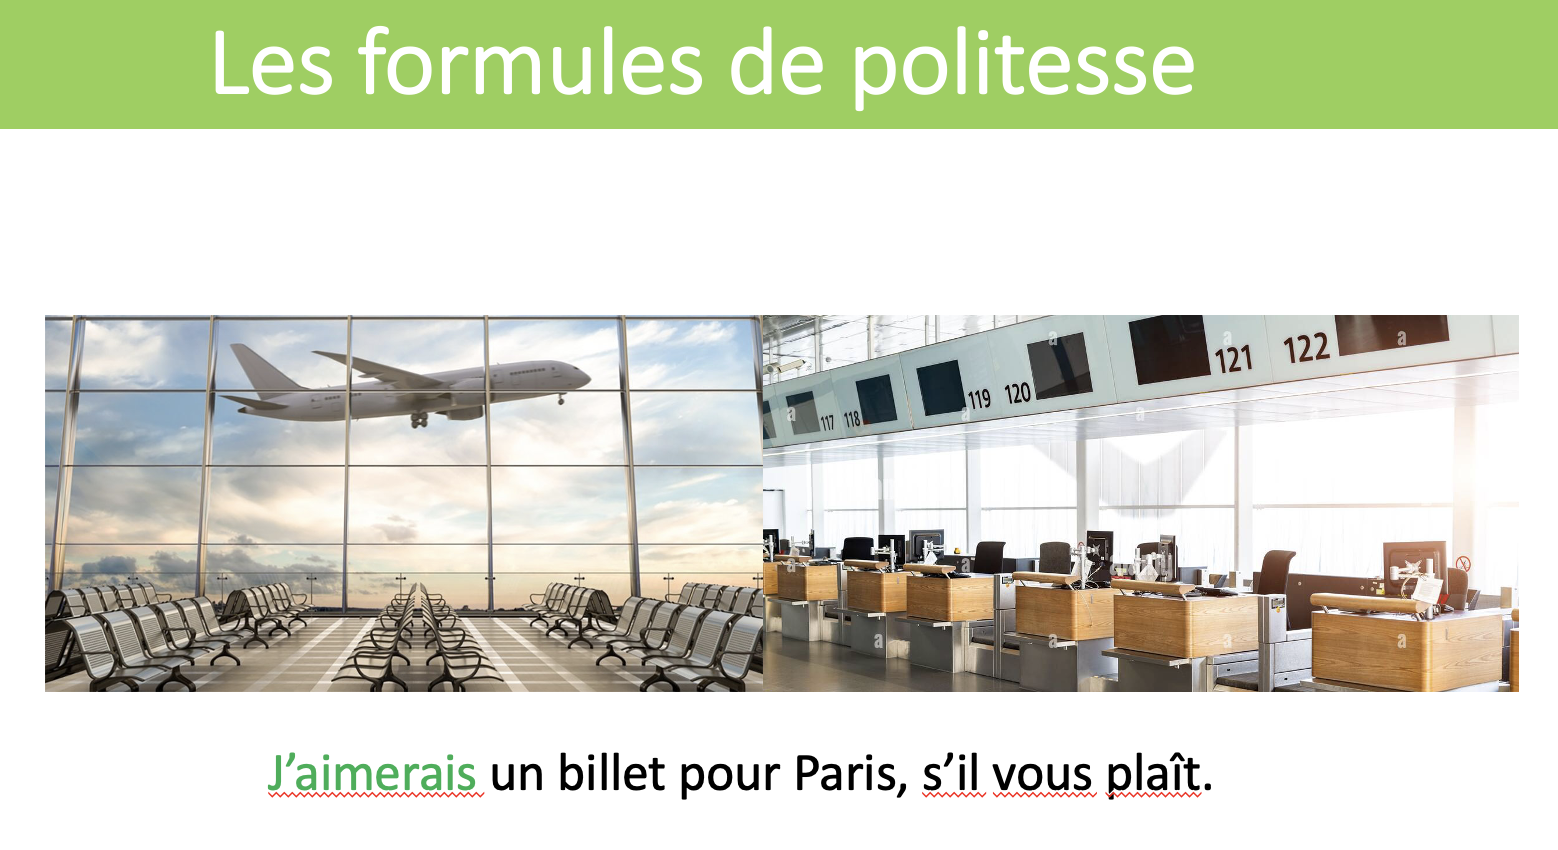 Les formules de politesse
117 118 119 120 121 122
J’aimerais un billet pour Paris, s’il vous plaît.